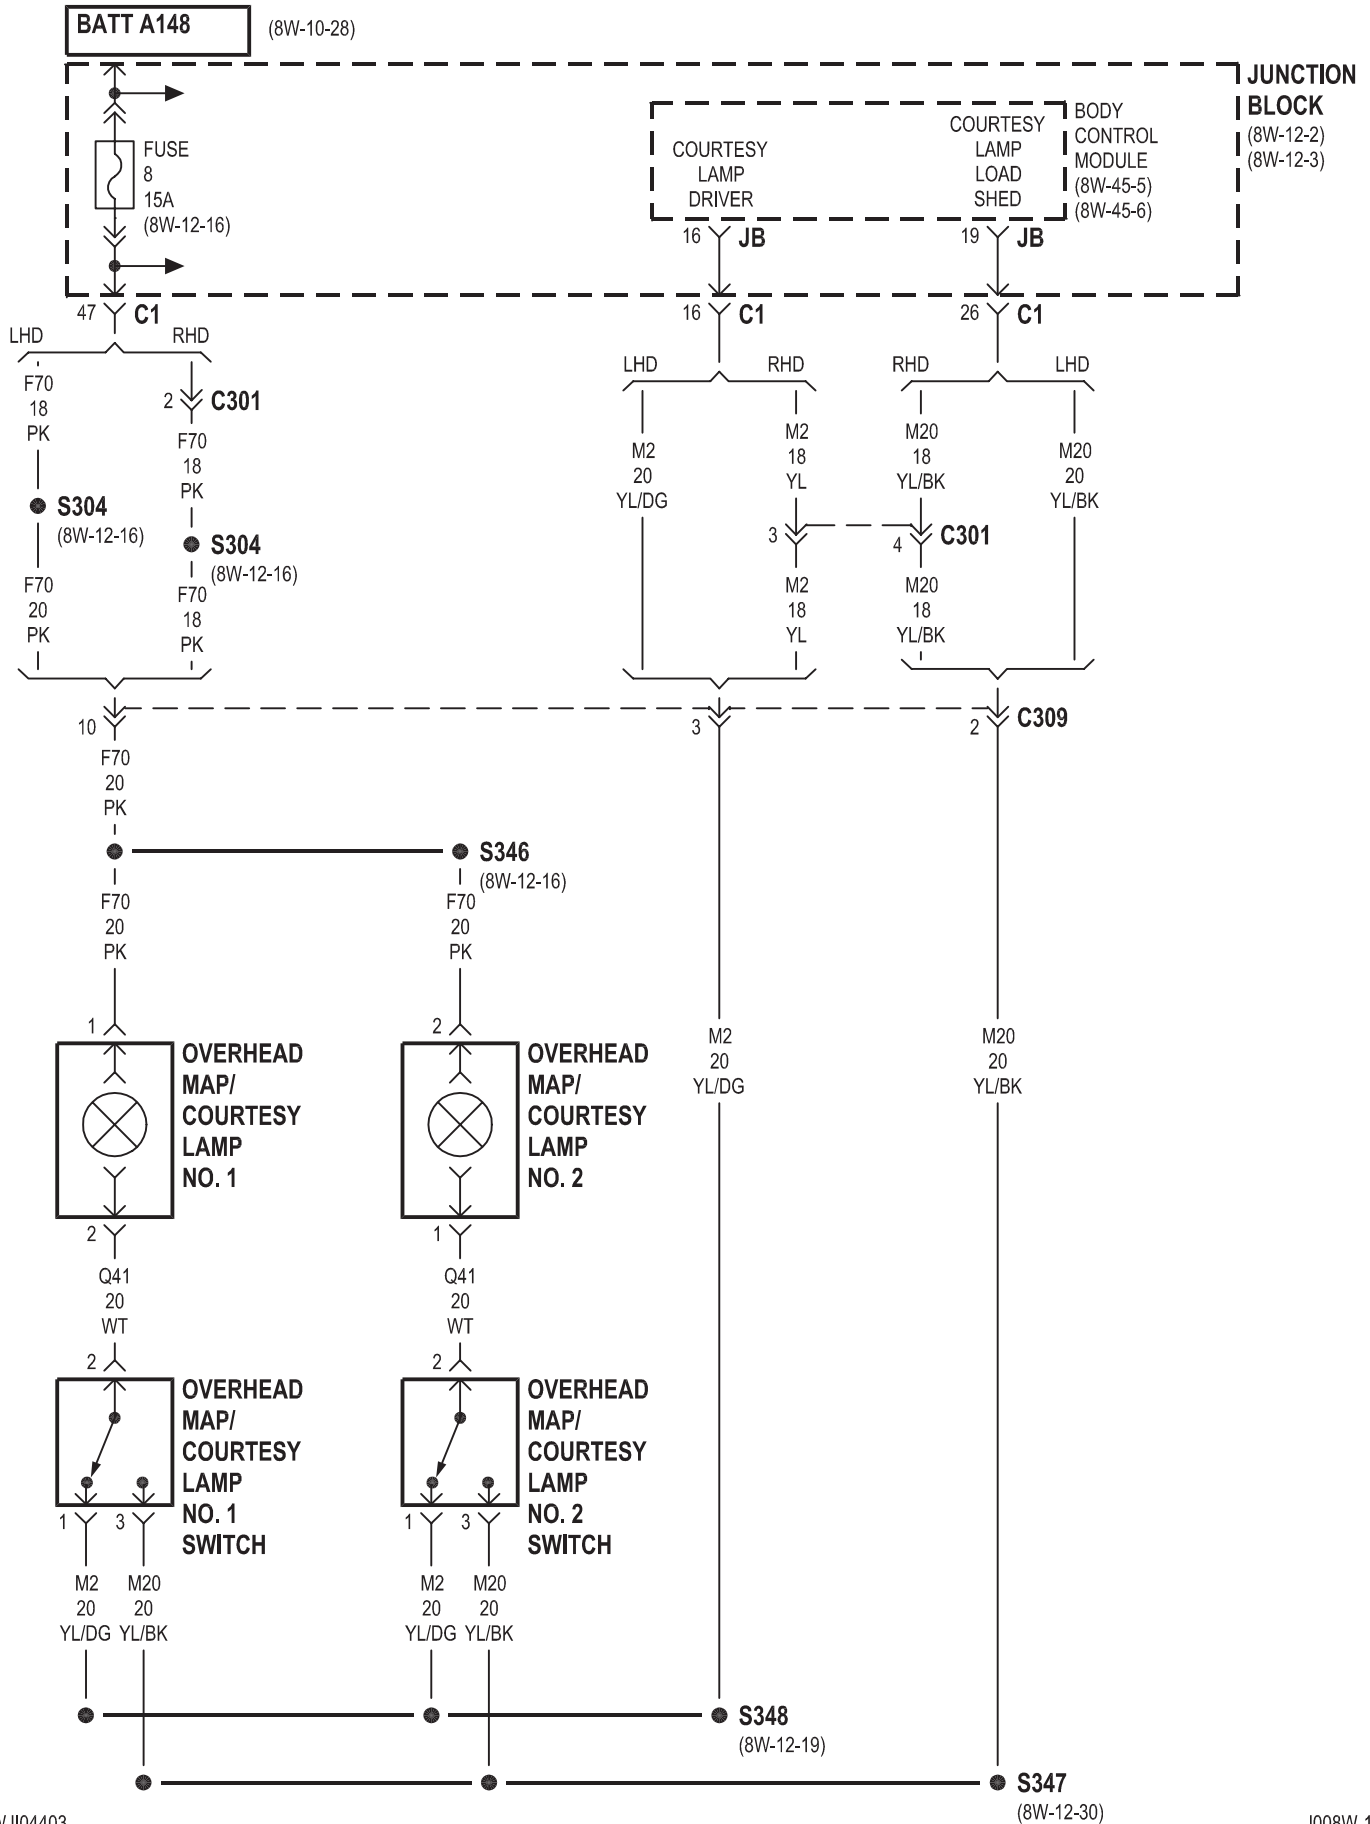 BATT A148
(8W-10-28)
JUNCTION
BLOCK
(8W-12-2)
(8W-12-3)
FUSE
8
15A
(8W-12-16)
COURTESY
LAMP
DRIVER
COURTESY
LAMP
LOAD
SHED
BODY
CONTROL
MODULE
(8W-45-5)
(8W-45-6)
16
JB
19
JB
47
C1
16
C1
26
C1
LHD
RHD
F70
18
PK
2
C301
F70
18
PK
S304
(8W-12-16)
S304
(8W-12-16)
F70
20
PK
F70
18
PK
LHD
RHD
RHD
LHD
M2
20
YL/DG
M2
18
YL
M20
18
YL/BK
M20
20
YL/BK
3
4
C301
M2
18
YL
M20
18
YL/BK
10
3
2
C309
F70
20
PK
S346
(8W-12-16)
F70
20
PK
F70
20
PK
M2
20
YL/DG
M20
20
YL/BK
1
OVERHEAD
MAP/
COURTESY
LAMP
NO. 1
2
2
OVERHEAD
MAP/
COURTESY
LAMP
NO. 2
1
Q41
20
WT
Q41
20
WT
2
OVERHEAD
MAP/
COURTESY
LAMP
NO. 1
SWITCH
1
3
2
OVERHEAD
MAP/
COURTESY
LAMP
NO. 2
SWITCH
1
3
M2
20
YL/DG
M20
20
YL/BK
M2
20
YL/DG
M20
20
YL/BK
S348
(8W-12-19)
S347
(8W-12-30)